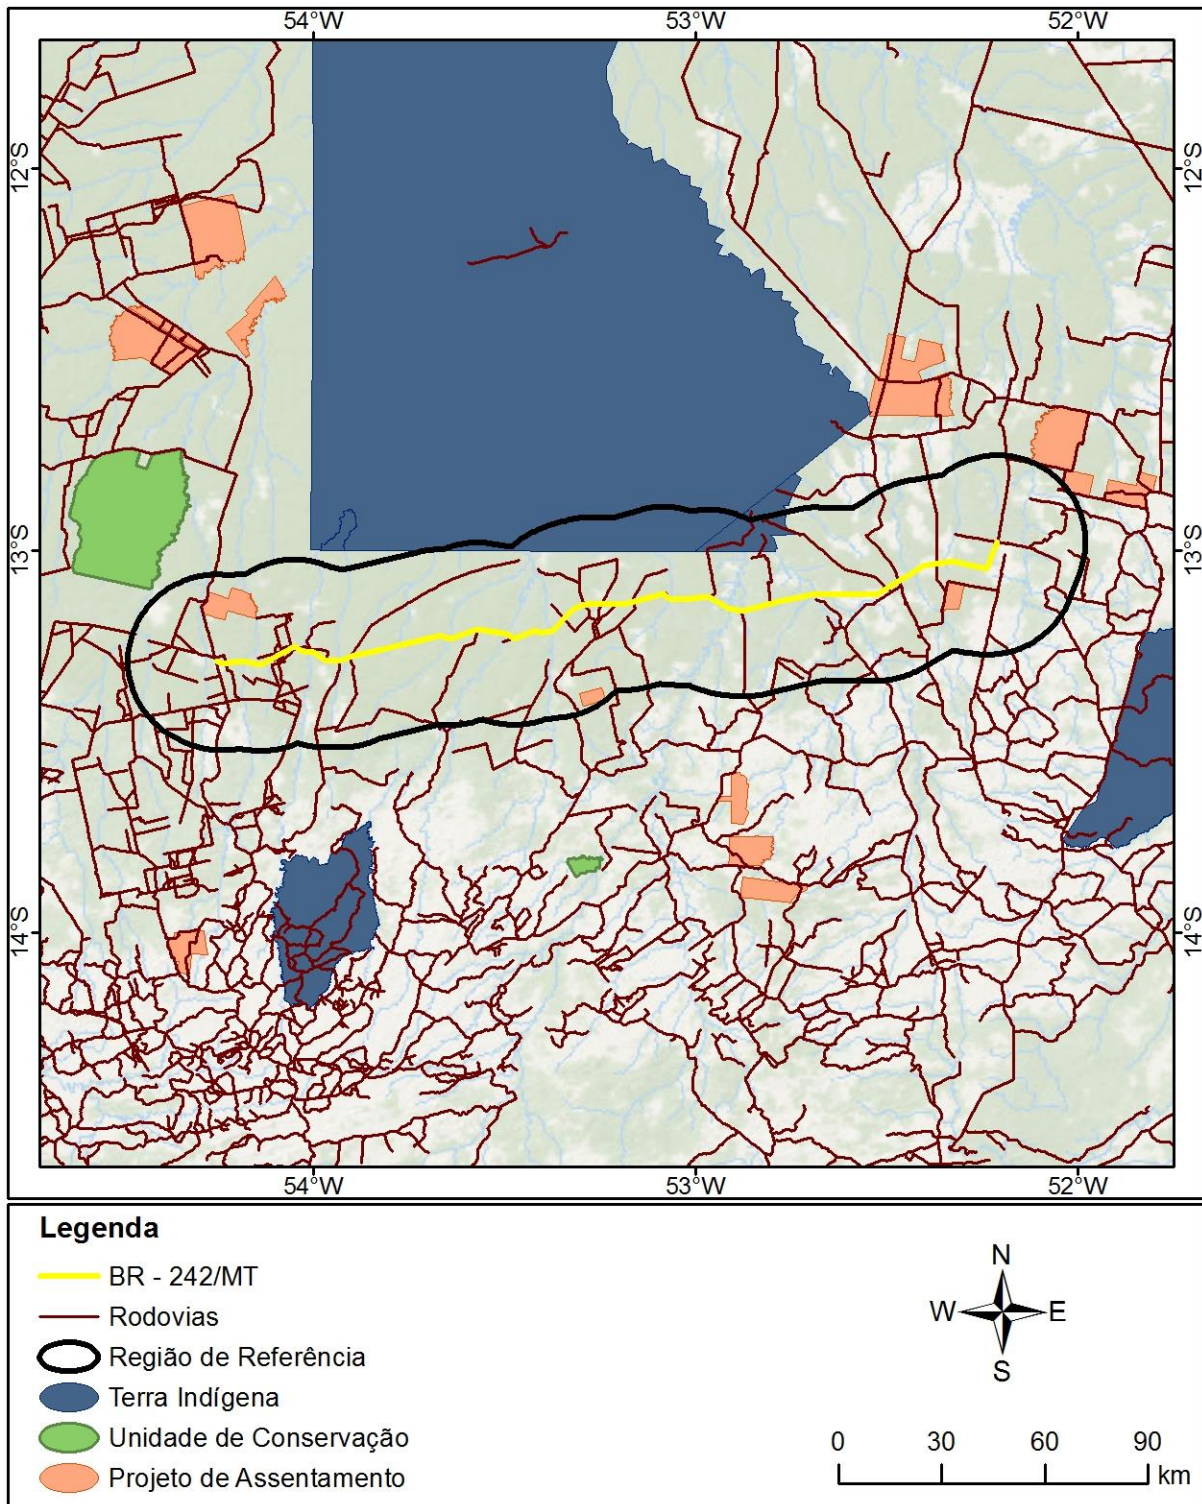 54°W 53°W 52°W
12°S 12°S
13°S 13°S
14°S 14°S
54°W 53°W 52°W
Legenda
BR - 242/MT
Rodovias
Região de Referência
Terra Indígena
Unidade de Conservação
Projeto de Assentamento
N
W E
S
0 30 60 90
km